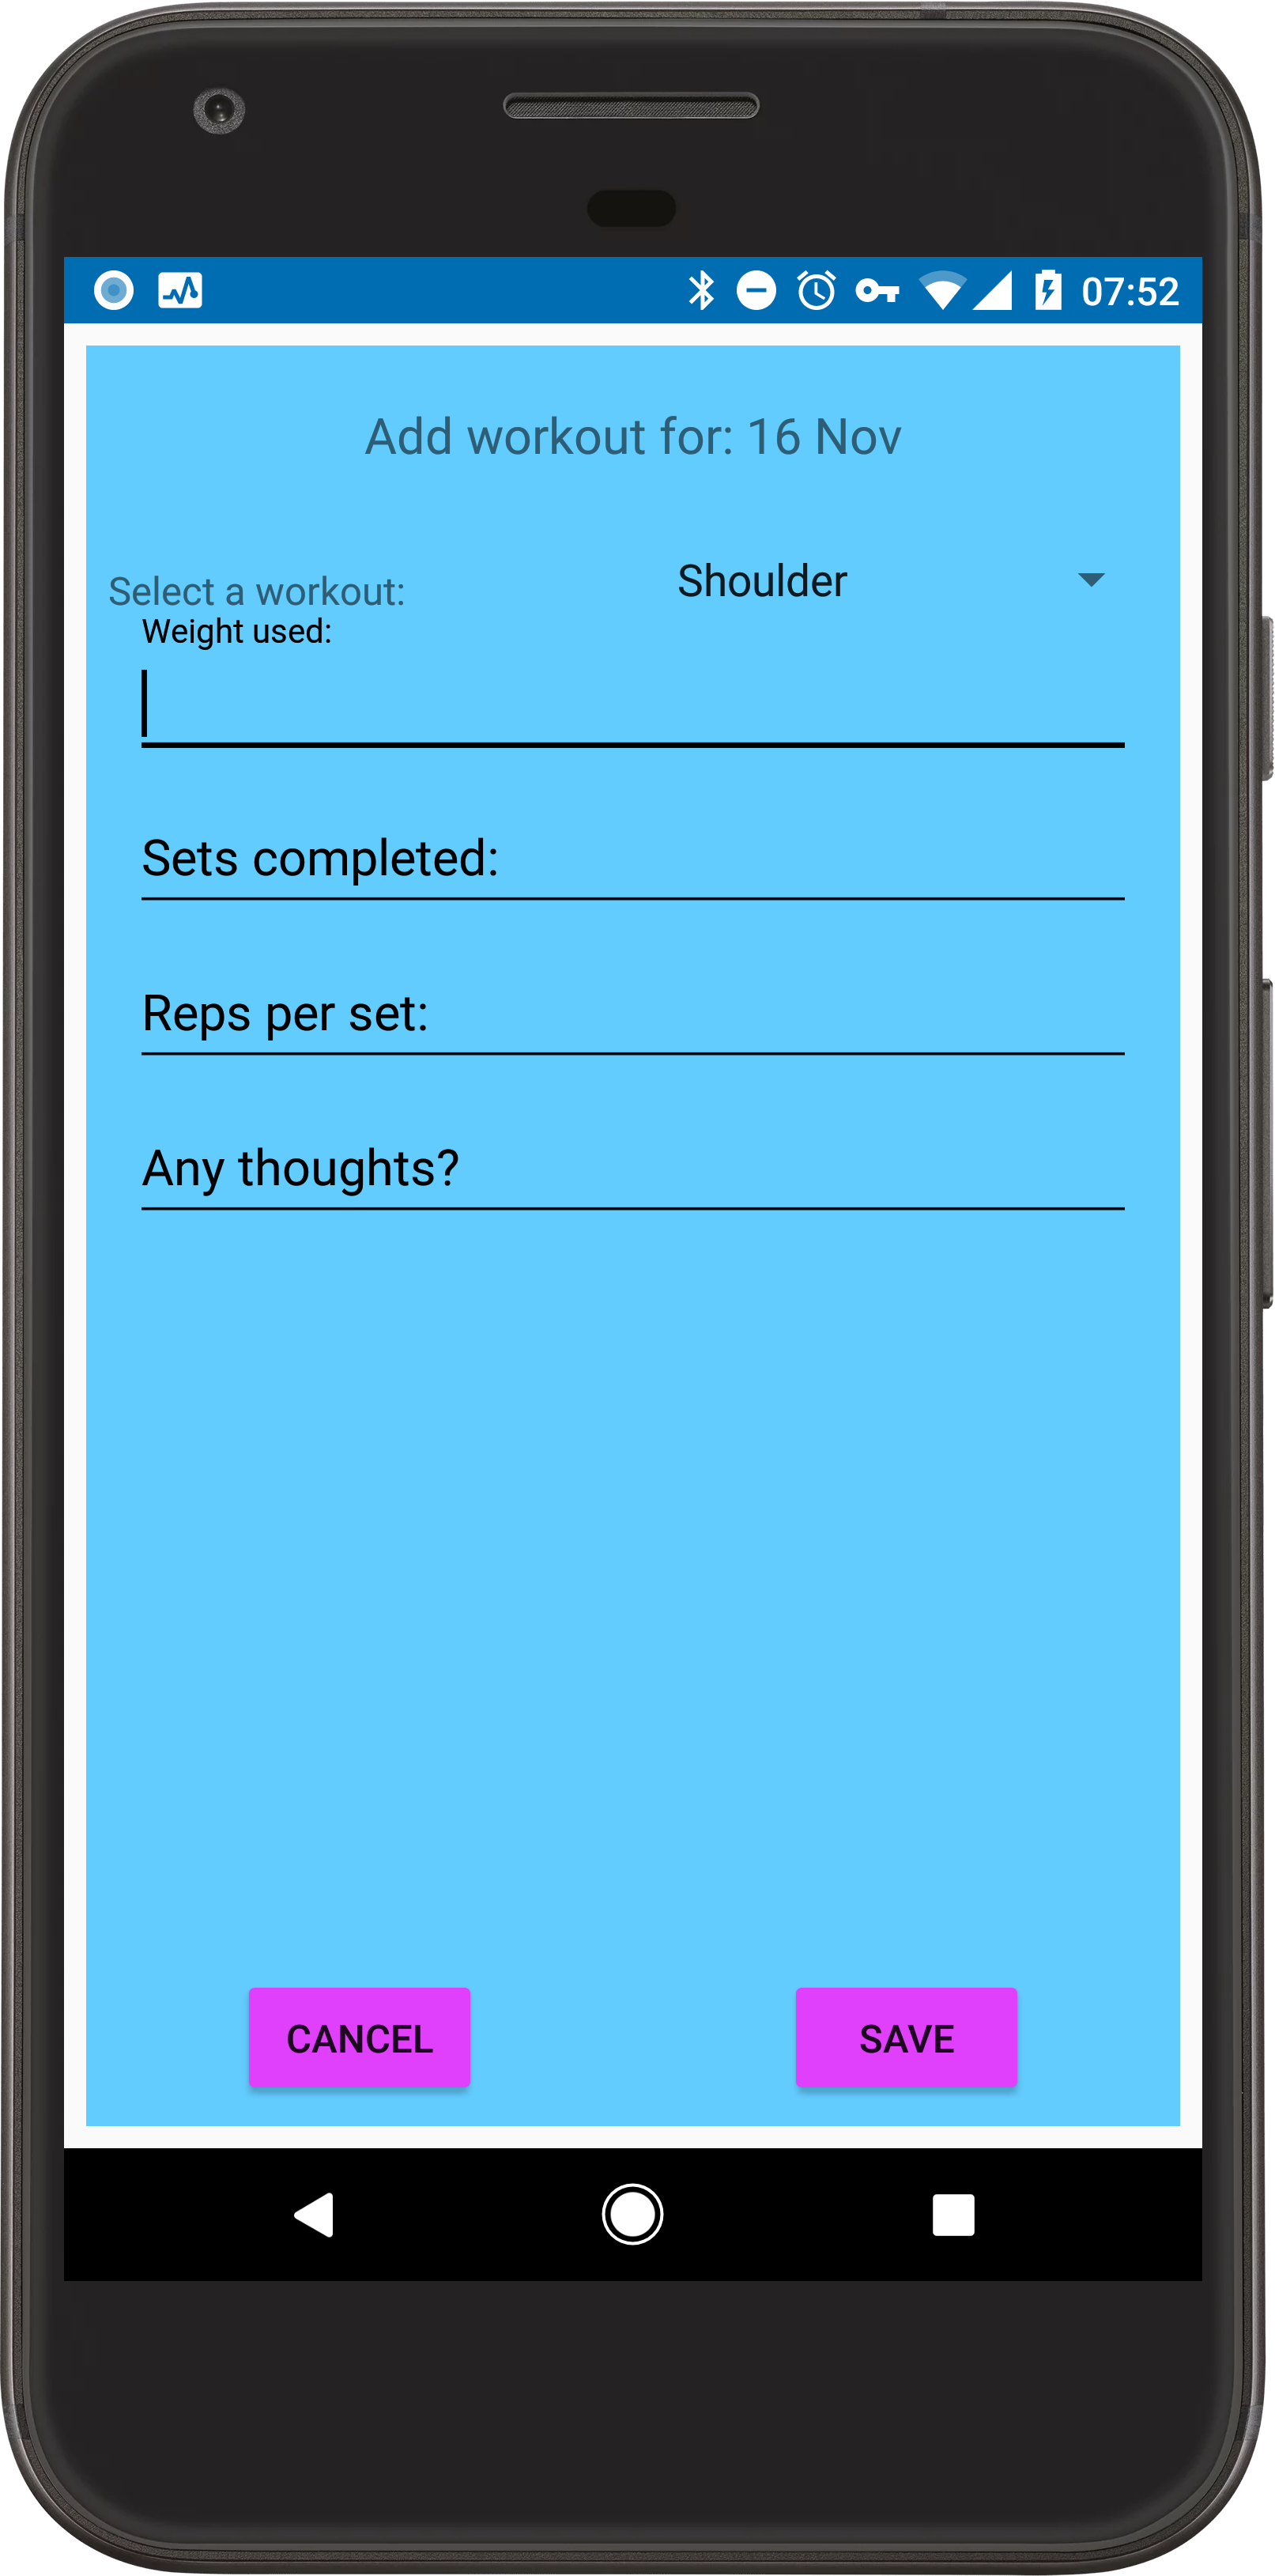 07:52
Add workout for: 16 Nov
Select a workout: Shoulder
Weight used:
Sets completed:
Reps per set:
Any thoughts?
CANCEL SAVE